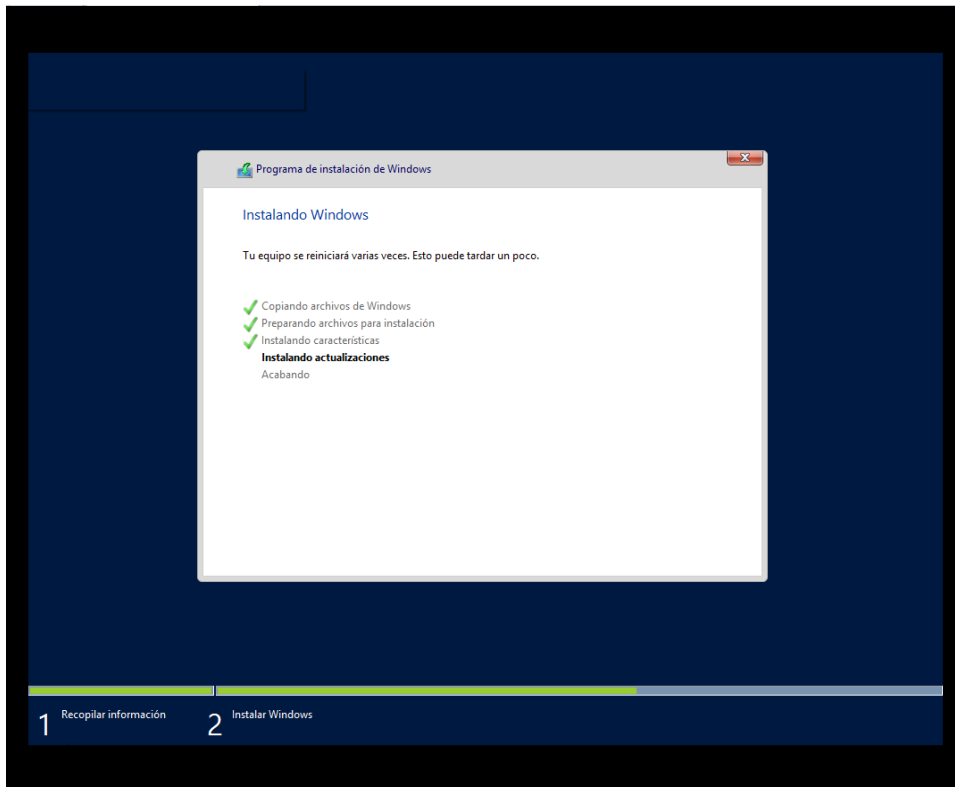 Programa de instalación de Windows
Instalando Windows
Tu equipo se reiniciará varias veces. Esto puede tardar un poco.
Copiando archivos de Windows
Preparando archivos para instalación
Instalando características
Instalando actualizaciones
Acabando
1 Recopilar información 2 Instalar Windows